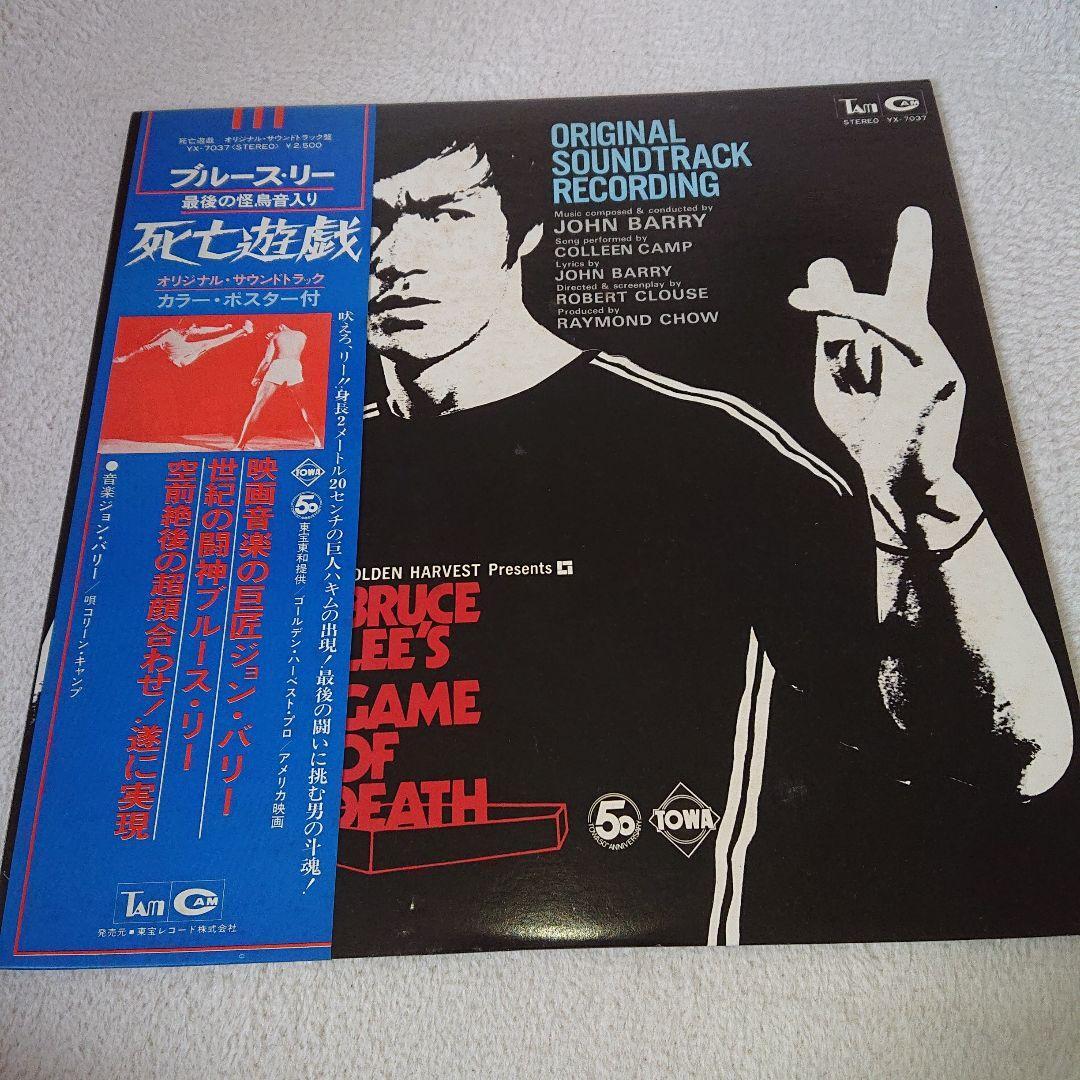 死亡遊戯 オリジナル・サウンドトラック盤
YX-7037〈STEREO〉 ¥2,500
ブルース・リー
最後の怪鳥音入り
死亡遊戯
オリジナル・サウンドトラック
カラー・ポスター付
吠えろ、リー!!身長2メートル20センチの巨人ハキムの出現!最後の闘いに挑む男の斗魂!
TOWA
50
東宝東和提供/ゴールデン・ハーベスト・プロ/アメリカ映画
映画音楽の巨匠ジョン・バリー
世紀の闘神ブルース・リー
空前絶後の超顔合わせ!遂に実現
●音楽ジョン・バリー/唄コリーン・キャンプ
TAM CAM
発売元■東宝レコード株式会社
TAM CAM
STEREO YX-7037
ORIGINAL
SOUNDTRACK
RECORDING
Music composed & conducted by
JOHN BARRY
Song performed by
COLLEEN CAMP
Lyrics by
JOHN BARRY
Directed & screenplay by
ROBERT CLOUSE
Produced by
RAYMOND CHOW
OLDEN HARVEST Presents
BRUCE
LEE'S
GAME
OF
DEATH
50
TOWA 50TH ANNIVERSARY
TOWA